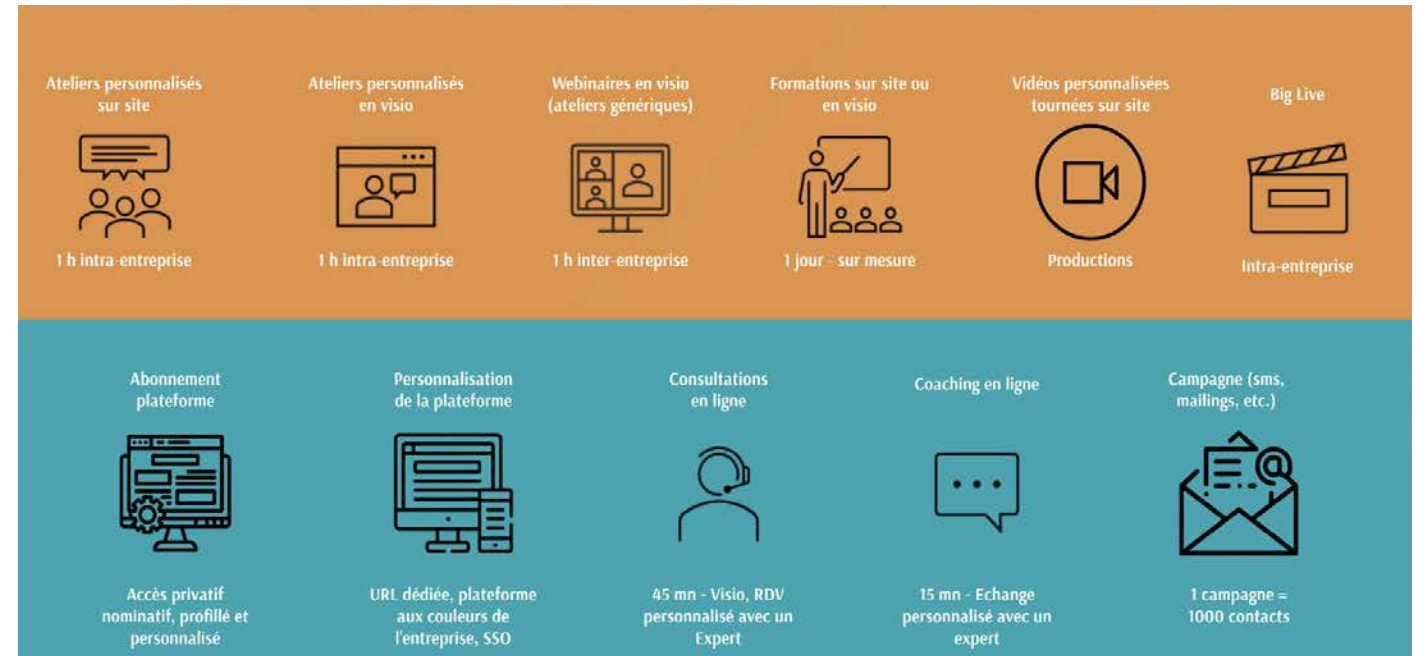 Ateliers personnalisés
sur site
1 h intra-entreprise
Ateliers personnalisés
en visio
1 h intra-entreprise
Webinaires en visio
(ateliers génériques)
1 h inter-entreprise
Formations sur site ou
en visio
1 jour - sur mesure
Vidéos personnalisées
tournées sur site
Productions
Big Live
Intra-entreprise
Abonnement
plateforme
Accès privatif
nominatif, profillé et
personnalisé
Personnalisation
de la plateforme
URL dédiée, plateforme
aux couleurs de
l'entreprise, SSO
Consultations
en ligne
45 mn - Visio, RDV
personnalisé avec un
Expert
Coaching en ligne
15 mn - Echange
personnalisé avec un
expert
Campagne (sms,
mailings, etc.)
@
1 campagne =
1000 contacts